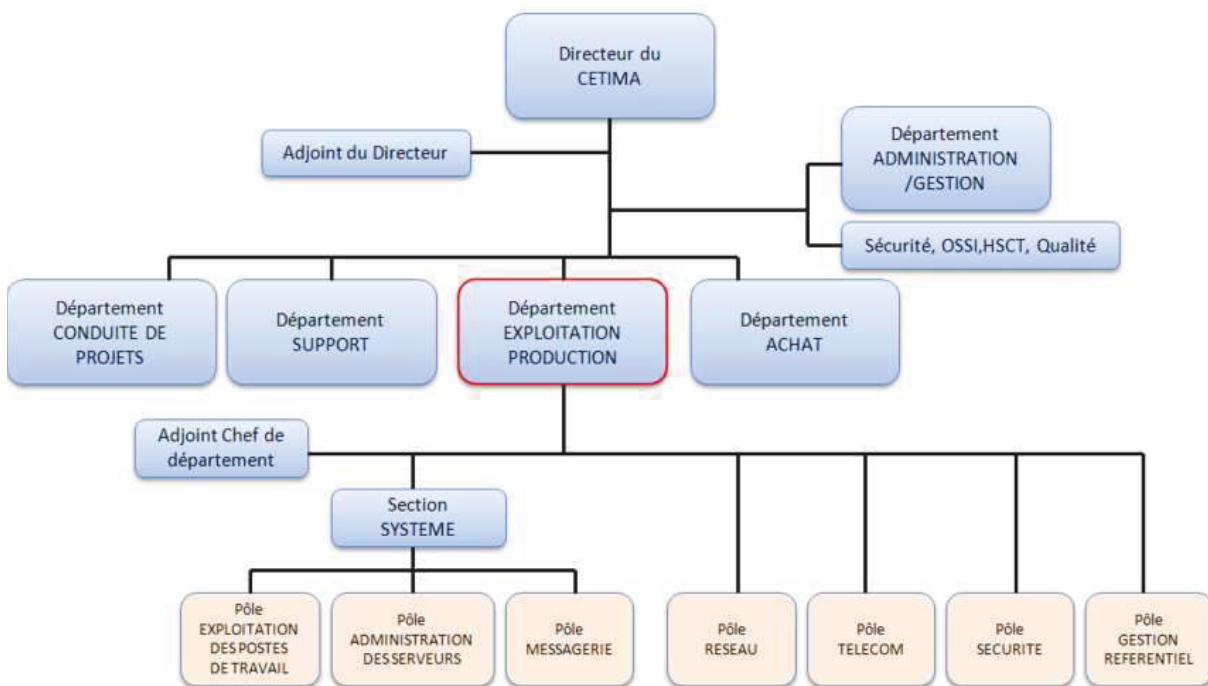 Directeur du
CETIMA
Adjoint du Directeur
Département
ADMINISTRATION
/GESTION
Sécurité, OSSI,HSCT, Qualité
Département
CONDUITE DE
PROJETS
Département
SUPPORT
Département
EXPLOITATION
PRODUCTION
Département
ACHAT
Adjoint Chef de
département
Section
SYSTEME
Pôle
EXPLOITATION
DES POSTES
DE TRAVAIL
Pôle
ADMINISTRATION
DES SERVEURS
Pôle
MESSAGERIE
Pôle
RESEAU
Pôle
TELECOM
Pôle
SECURITE
Pôle
GESTION
REFERENTIEL